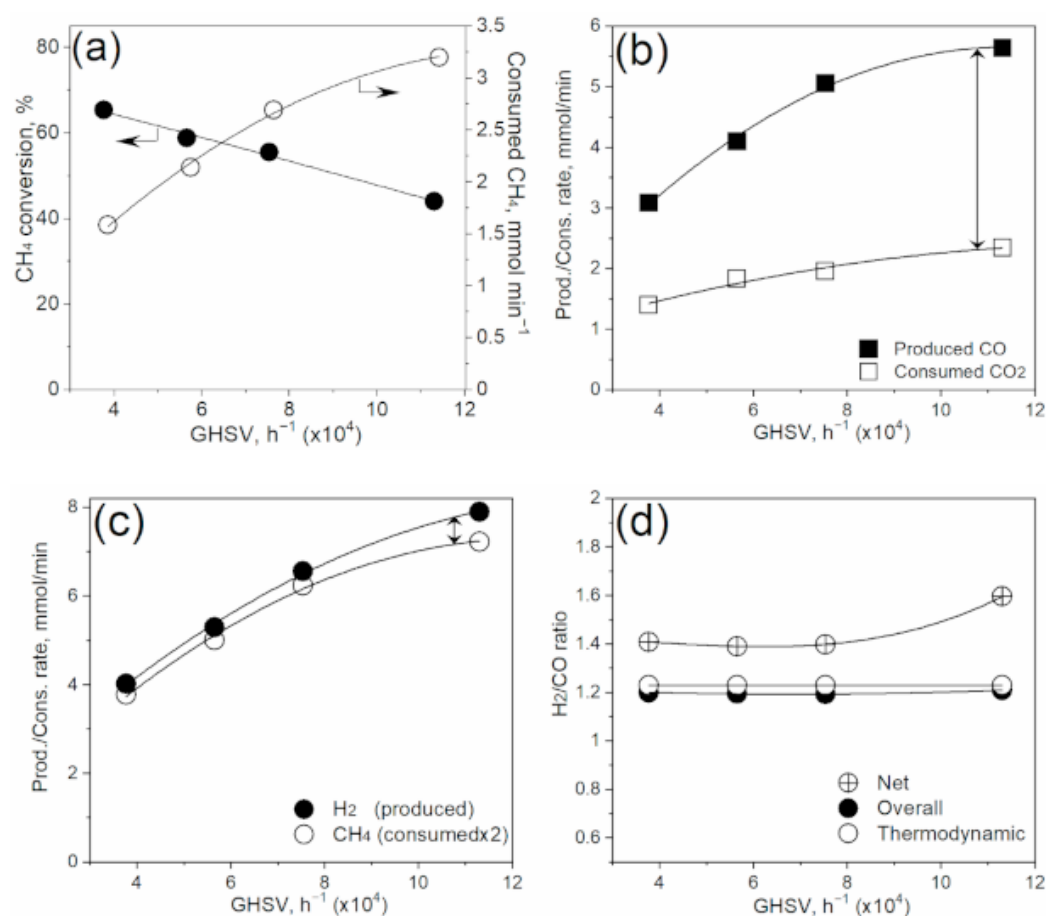 (a)
CH₄ conversion, %
80
60
40
20
0
3.5
3
2.5
2
1.5
1
0.5
0
Consumed CH₄, mmol min⁻¹
4
6
8
10
12
GHSV, h⁻¹ (x10⁴)
(b)
Prod./Cons. rate, mmol/min
6
5
4
3
2
1
0
Produced CO
Consumed CO₂
4
6
8
10
12
GHSV, h⁻¹ (x10⁴)
(c)
Prod./Cons. rate, mmol/min
8
6
4
2
0
H₂ (produced)
CH₄ (consumedx2)
4
6
8
10
12
GHSV, h⁻¹ (x10⁴)
(d)
H₂/CO ratio
2
1.8
1.6
1.4
1.2
1
0.8
0.6
Net
Overall
Thermodynamic
4
6
8
10
12
GHSV, h⁻¹ (x10⁴)